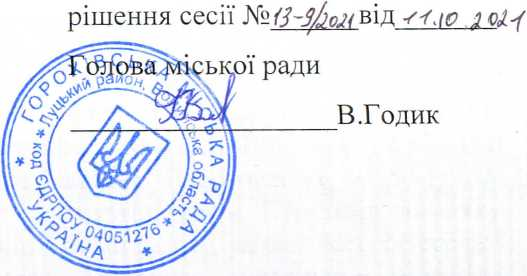 рішення сесії №13-9/2021 від 11.10.2021
Голова міської ради
В.Годик
ГОРОХІВСЬКА МІСЬКА РАДА
Луцький район, Волинська область
код ЄДРПОУ 04051276
УКРАЇНА